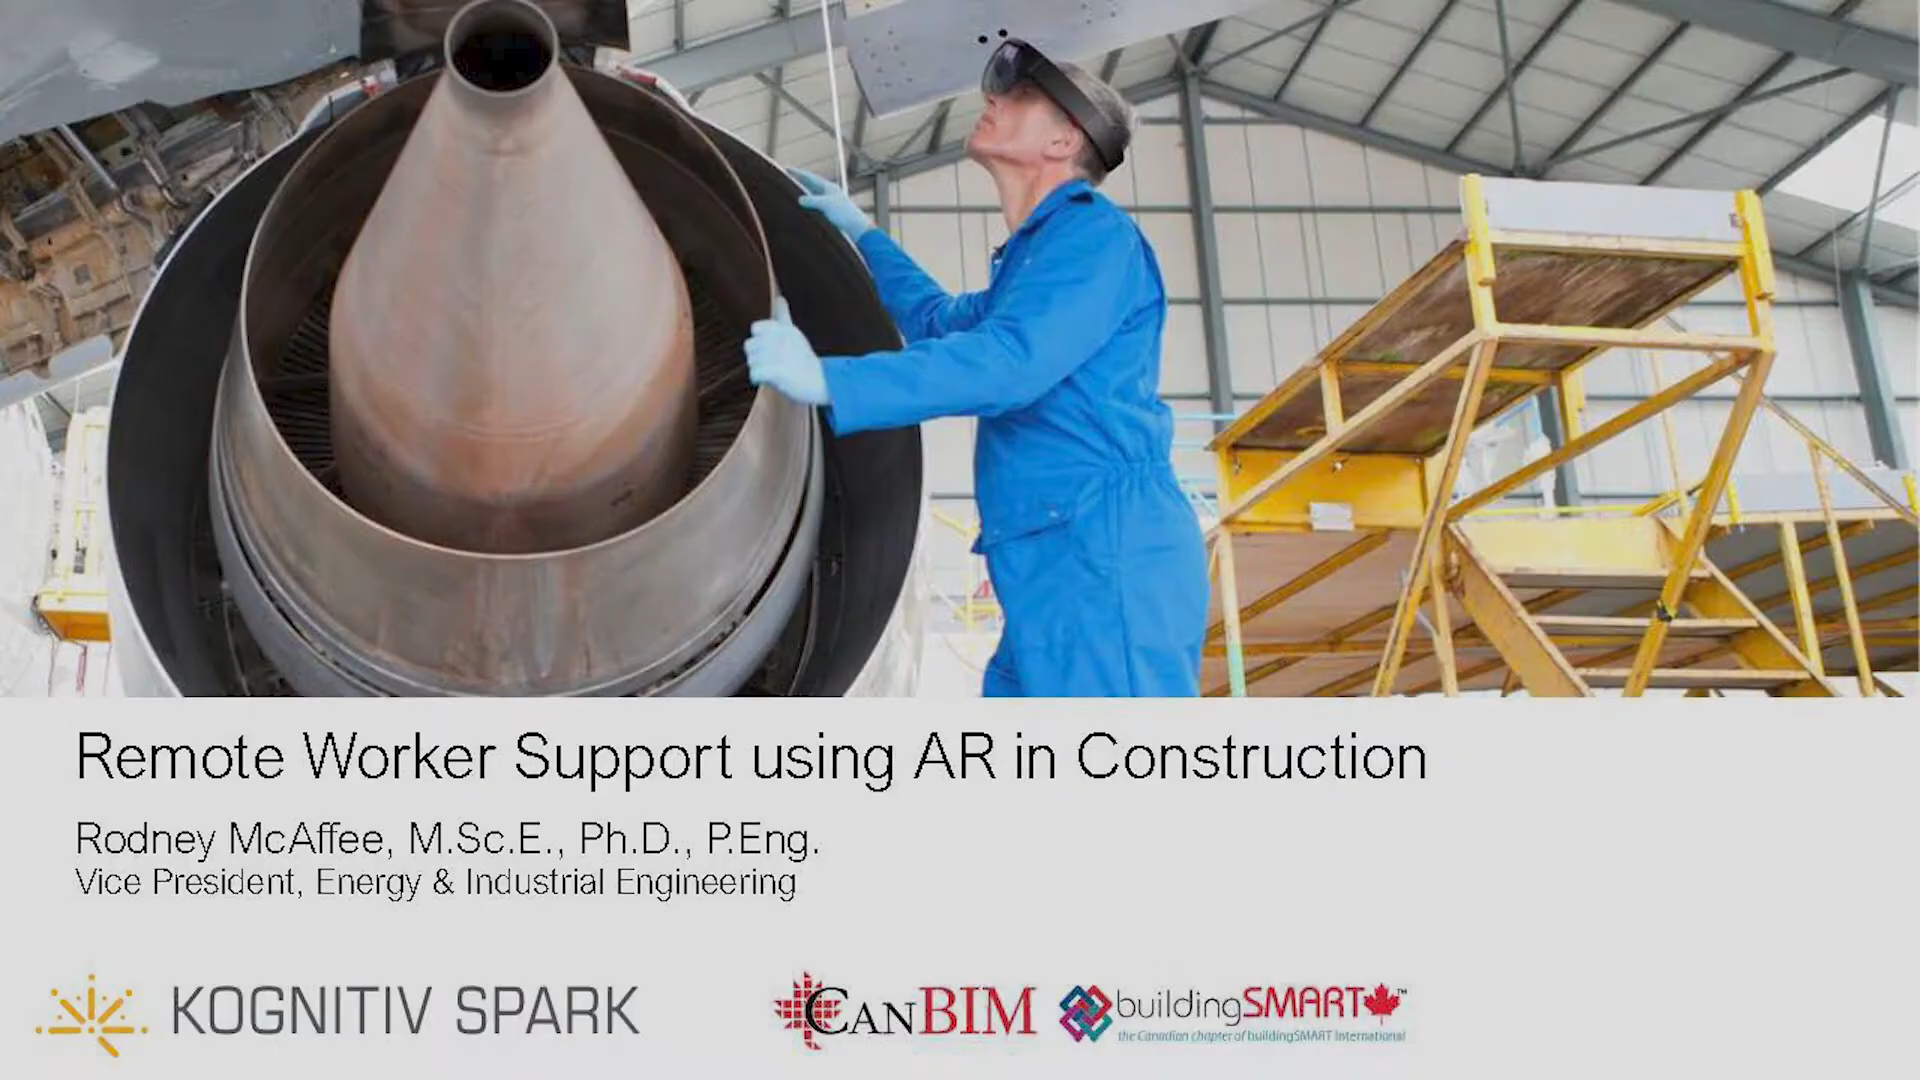 Remote Worker Support using AR in Construction
Rodney McAffee, M.Sc.E., Ph.D., P.Eng.
Vice President, Energy & Industrial Engineering
KOGNITIV SPARK
CANBIM
buildingSMART™
the Canadian chapter of buildingSMART International